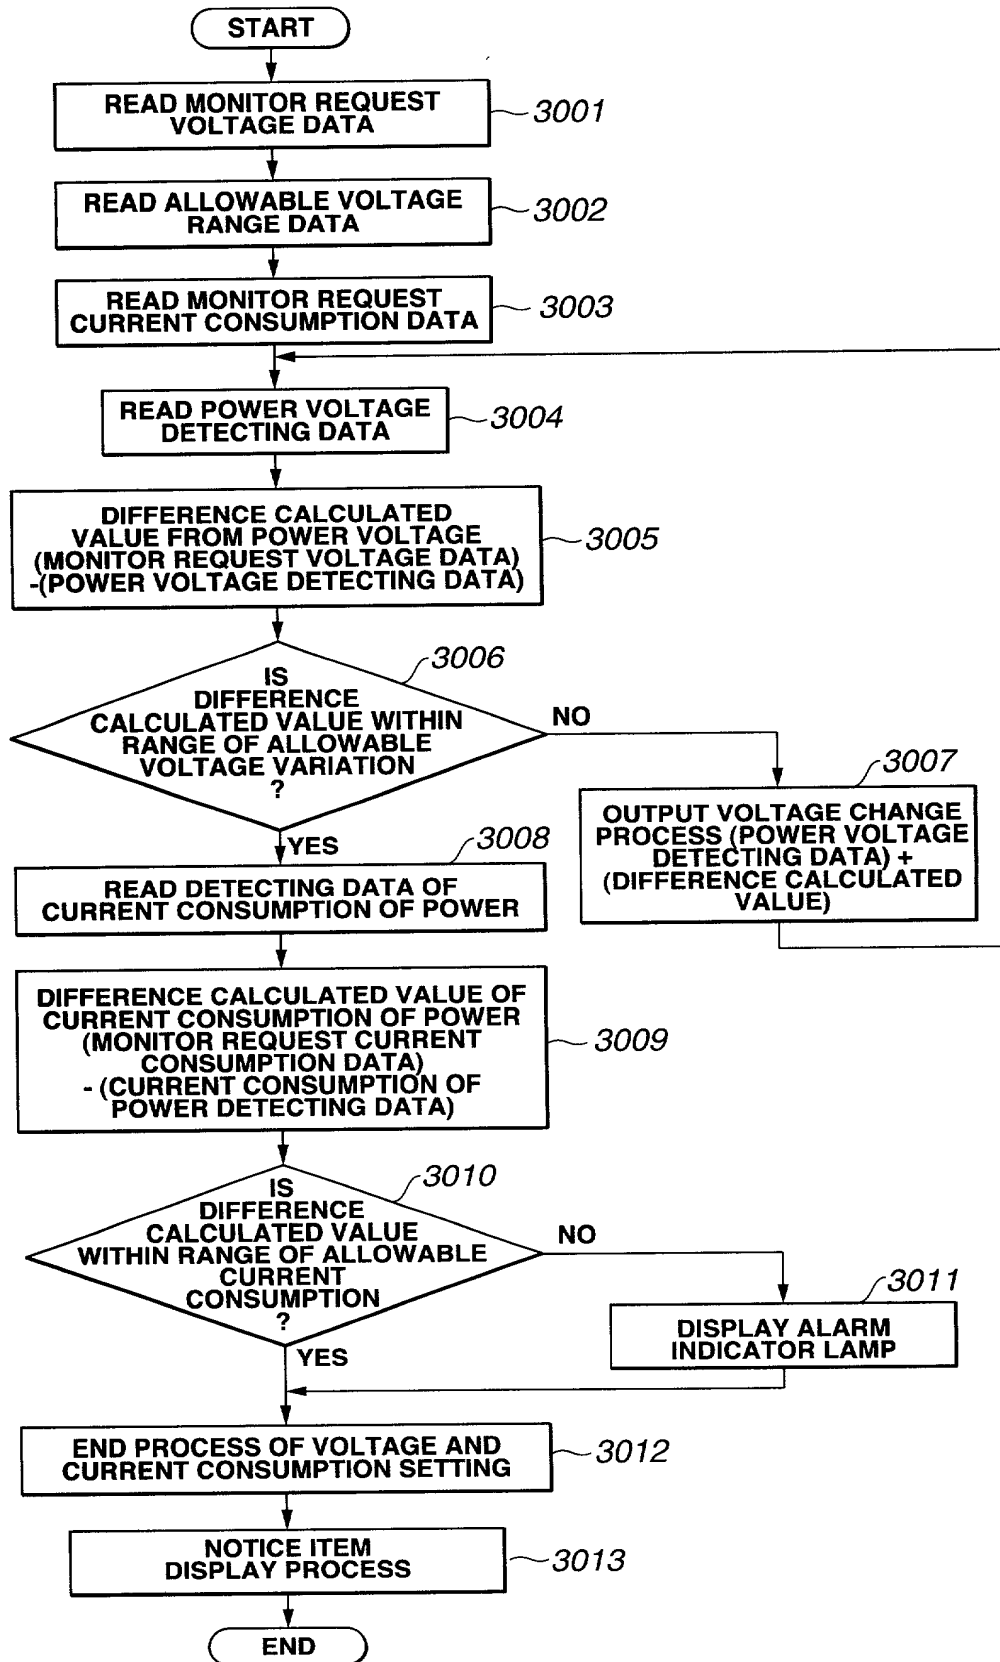 START
READ MONITOR REQUEST
VOLTAGE DATA
3001
READ ALLOWABLE VOLTAGE
RANGE DATA
3002
READ MONITOR REQUEST
CURRENT CONSUMPTION DATA
3003
READ POWER VOLTAGE
DETECTING DATA
3004
DIFFERENCE CALCULATED
VALUE FROM POWER VOLTAGE
(MONITOR REQUEST VOLTAGE DATA)
-(POWER VOLTAGE DETECTING DATA)
3005
IS
DIFFERENCE
CALCULATED VALUE WITHIN
RANGE OF ALLOWABLE
VOLTAGE VARIATION
?
3006
NO
YES
3007
OUTPUT VOLTAGE CHANGE
PROCESS (POWER VOLTAGE
DETECTING DATA) +
(DIFFERENCE CALCULATED
VALUE)
3008
READ DETECTING DATA OF
CURRENT CONSUMPTION OF POWER
DIFFERENCE CALCULATED VALUE OF
CURRENT CONSUMPTION OF POWER
(MONITOR REQUEST CURRENT
CONSUMPTION DATA)
- (CURRENT CONSUMPTION OF
POWER DETECTING DATA)
3009
IS
DIFFERENCE
CALCULATED VALUE
WITHIN RANGE OF ALLOWABLE
CURRENT
CONSUMPTION
?
3010
NO
YES
3011
DISPLAY ALARM
INDICATOR LAMP
END PROCESS OF VOLTAGE AND
CURRENT CONSUMPTION SETTING
3012
NOTICE ITEM
DISPLAY PROCESS
3013
END